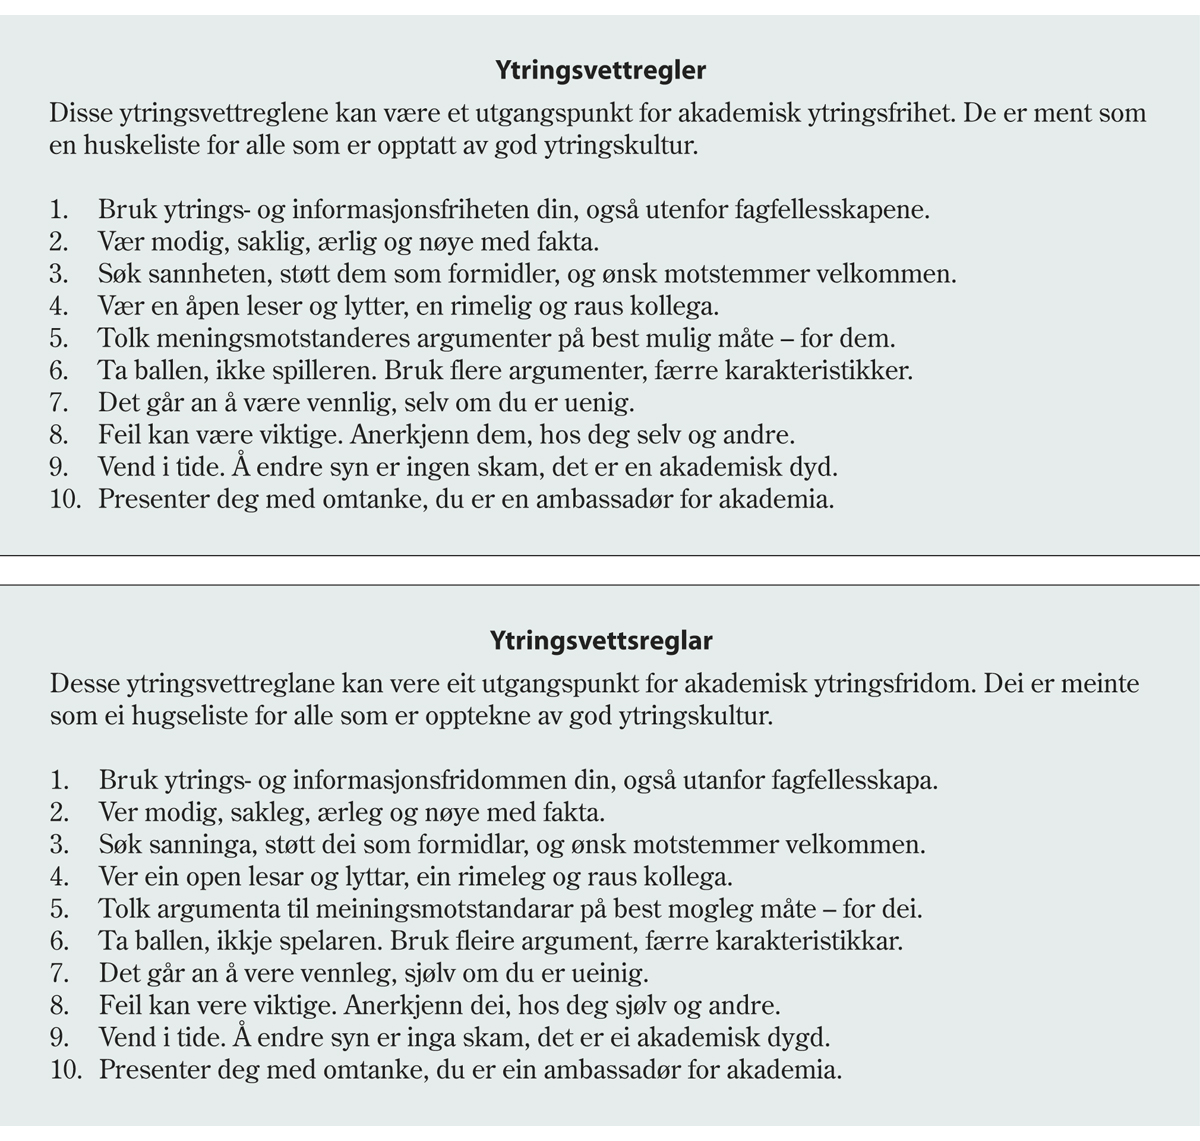 Ytringsvettregler
Disse ytringsvettreglene kan være et utgangspunkt for akademisk ytringsfrihet. De er ment som
en huskeliste for alle som er opptatt av god ytringskultur.
1. Bruk ytrings- og informasjonsfriheten din, også utenfor fagfellesskapene.
2. Vær modig, saklig, ærlig og nøye med fakta.
3. Søk sannheten, støtt dem som formidler, og ønsk motstemmer velkommen.
4. Vær en åpen leser og lytter, en rimelig og raus kollega.
5. Tolk meningsmotstanderes argumenter på best mulig måte – for dem.
6. Ta ballen, ikke spilleren. Bruk flere argumenter, færre karakteristikker.
7. Det går an å være vennlig, selv om du er uenig.
8. Feil kan være viktige. Anerkjenn dem, hos deg selv og andre.
9. Vend i tide. Å endre syn er ingen skam, det er en akademisk dyd.
10. Presenter deg med omtanke, du er en ambassadør for akademia.
Ytringsvettsreglar
Desse ytringsvettreglane kan vere eit utgangspunkt for akademisk ytringsfridom. Dei er meinte
som ei hugseliste for alle som er opptekne av god ytringskultur.
1. Bruk ytrings- og informasjonsfridommen din, også utanfor fagfellesskapa.
2. Ver modig, sakleg, ærleg og nøye med fakta.
3. Søk sanninga, støtt dei som formidlar, og ønsk motstemmer velkommen.
4. Ver ein open lesar og lyttar, ein rimeleg og raus kollega.
5. Tolk argumenta til meiningsmotstandarar på best mogleg måte – for dei.
6. Ta ballen, ikkje spelaren. Bruk fleire argument, færre karakteristikkar.
7. Det går an å vere vennleg, sjølv om du er ueinig.
8. Feil kan vere viktige. Anerkjenn dei, hos deg sjølv og andre.
9. Vend i tide. Å endre syn er inga skam, det er ei akademisk dygd.
10. Presenter deg med omtanke, du er ein ambassadør for akademia.